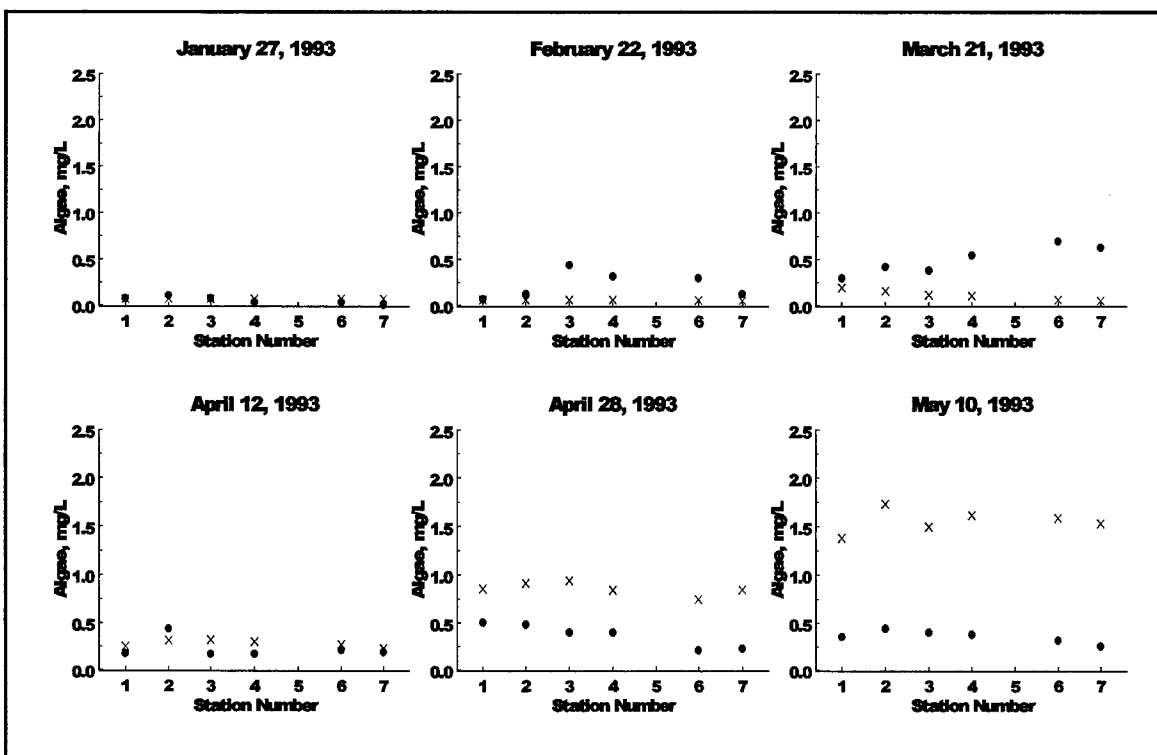 January 27, 1993
2.5
2.0
1.5
1.0
0.5
0.0
Algae, mg/L
1 2 3 4 5 6 7
Station Number
February 22, 1993
2.5
2.0
1.5
1.0
0.5
0.0
Algae, mg/L
1 2 3 4 5 6 7
Station Number
March 21, 1993
2.5
2.0
1.5
1.0
0.5
0.0
Algae, mg/L
1 2 3 4 5 6 7
Station Number
April 12, 1993
2.5
2.0
1.5
1.0
0.5
0.0
Algae, mg/L
1 2 3 4 5 6 7
Station Number
April 28, 1993
2.5
2.0
1.5
1.0
0.5
0.0
Algae, mg/L
1 2 3 4 5 6 7
Station Number
May 10, 1993
2.5
2.0
1.5
1.0
0.5
0.0
Algae, mg/L
1 2 3 4 5 6 7
Station Number